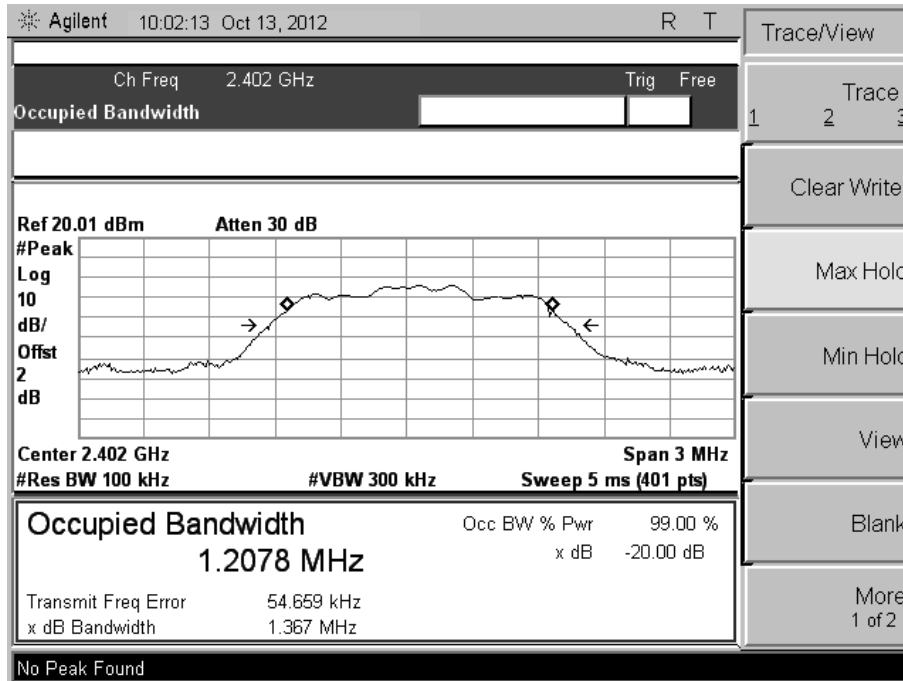 Agilent 10:02:13 Oct 13, 2012 R T
Trace/View
Ch Freq 2.402 GHz Trig Free
Occupied Bandwidth
Trace
1 2 3
Clear Write
Max Hold
Min Hold
View
Blank
More
1 of 2
Ref 20.01 dBm Atten 30 dB
#Peak
Log
10
dB/
Offst
2
dB
Center 2.402 GHz Span 3 MHz
#Res BW 100 kHz #VBW 300 kHz Sweep 5 ms (401 pts)
Occupied Bandwidth Occ BW % Pwr 99.00 %
1.2078 MHz x dB -20.00 dB
Transmit Freq Error 54.659 kHz
x dB Bandwidth 1.367 MHz
No Peak Found